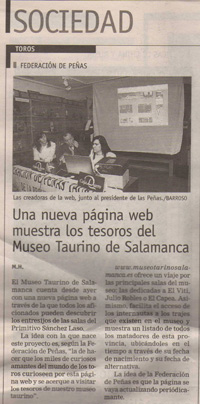 SOCIEDAD
TOROS
FEDERACIÓN DE PEÑAS
Las creadoras de la web, junto al presidente de las Peñas./BARROSO
Una nueva página web
muestra los tesoros del
Museo Taurino de Salamanca
M.M.
El Museo Taurino de Sala-
manca cuenta desde ayer
con una nueva página web a
través de la que todos los afi-
cionados pueden descubrir
los entresijos de las salas del
Primitivo Sánchez Laso.
La idea con la que nace
este proyecto es, según la Fe-
deración de Peñas, "la de ha-
cer que los miles de curiosos
amantes del mundo de los to-
ros curioseen por esta pági-
na web y se acerque a visitar
los tesoros de nuestro museo
taurino".
www.museotaurinosala-
manca.es ofrece un viaje por
las principales salas del mu-
seo; las dedicadas a El Viti,
Julio Robles o El Capea. Asi-
mismo, facilita el acceso de
los internautas a los trajes
que existen en el museo y
muestra un listado de todos
los matadores de esta pro-
vincia, ubicándolos en el
tiempo a través de su fecha
de nacimiento y su fecha de
alternativa.
La idea de la Federación
de Peñas es que la página se
vaya actualizando periódica-
mente.